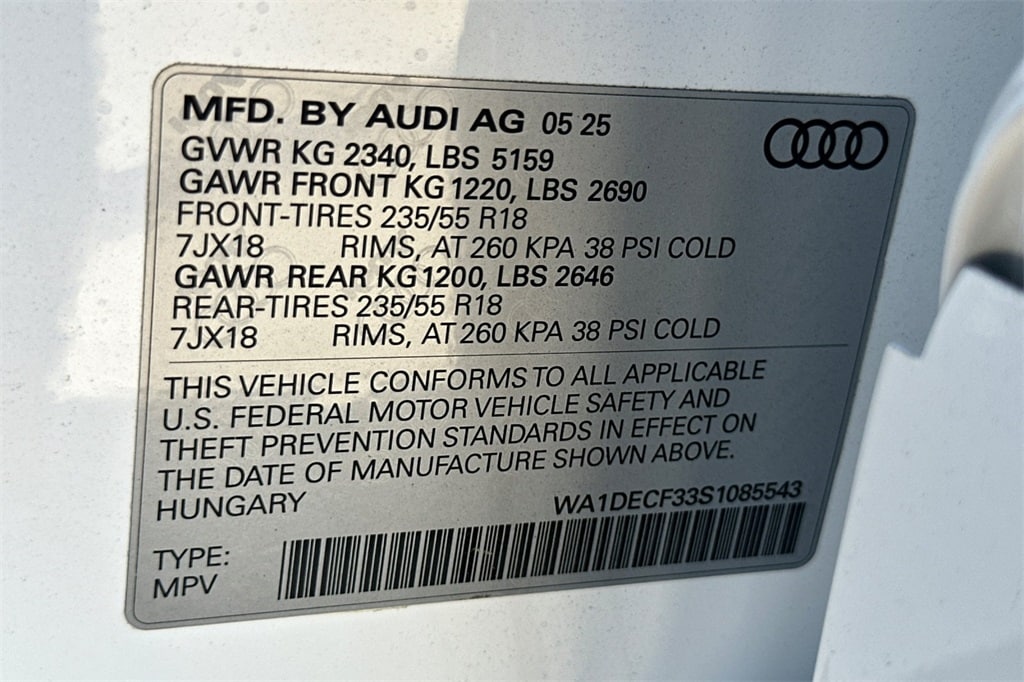 MFD. BY AUDI AG 05 25
GVWR KG 2340, LBS 5159
GAWR FRONT KG 1220, LBS 2690
FRONT-TIRES 235/55 R18
7JX18 RIMS, AT 260 KPA 38 PSI COLD
GAWR REAR KG 1200, LBS 2646
REAR-TIRES 235/55 R18
7JX18 RIMS, AT 260 KPA 38 PSI COLD
THIS VEHICLE CONFORMS TO ALL APPLICABLE
U.S. FEDERAL MOTOR VEHICLE SAFETY AND
THEFT PREVENTION STANDARDS IN EFFECT ON
THE DATE OF MANUFACTURE SHOWN ABOVE.
HUNGARY WA1DECF33S1085543
TYPE:
MPV